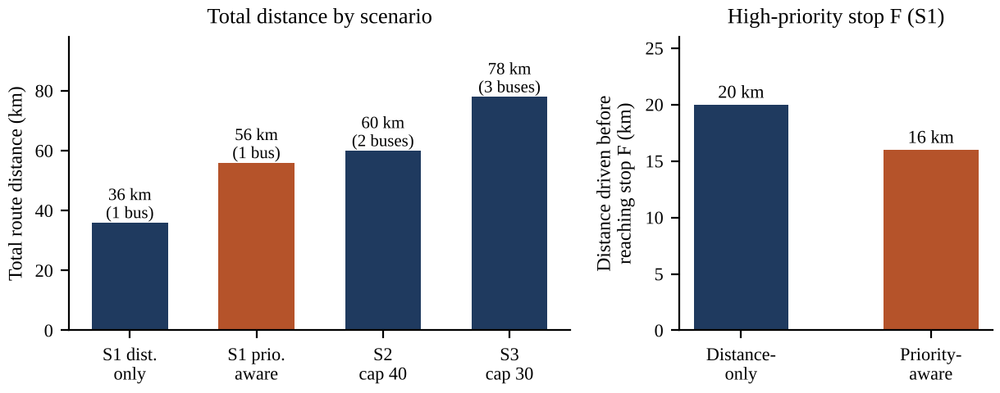 Total distance by scenario
Total route distance (km)
80
60
40
20
0
36 km
(1 bus)
56 km
(1 bus)
60 km
(2 buses)
78 km
(3 buses)
S1 dist.
only
S1 prio.
aware
S2
cap 40
S3
cap 30
High-priority stop F (S1)
Distance driven before
reaching stop F (km)
25
20
15
10
5
0
20 km
16 km
Distance-
only
Priority-
aware